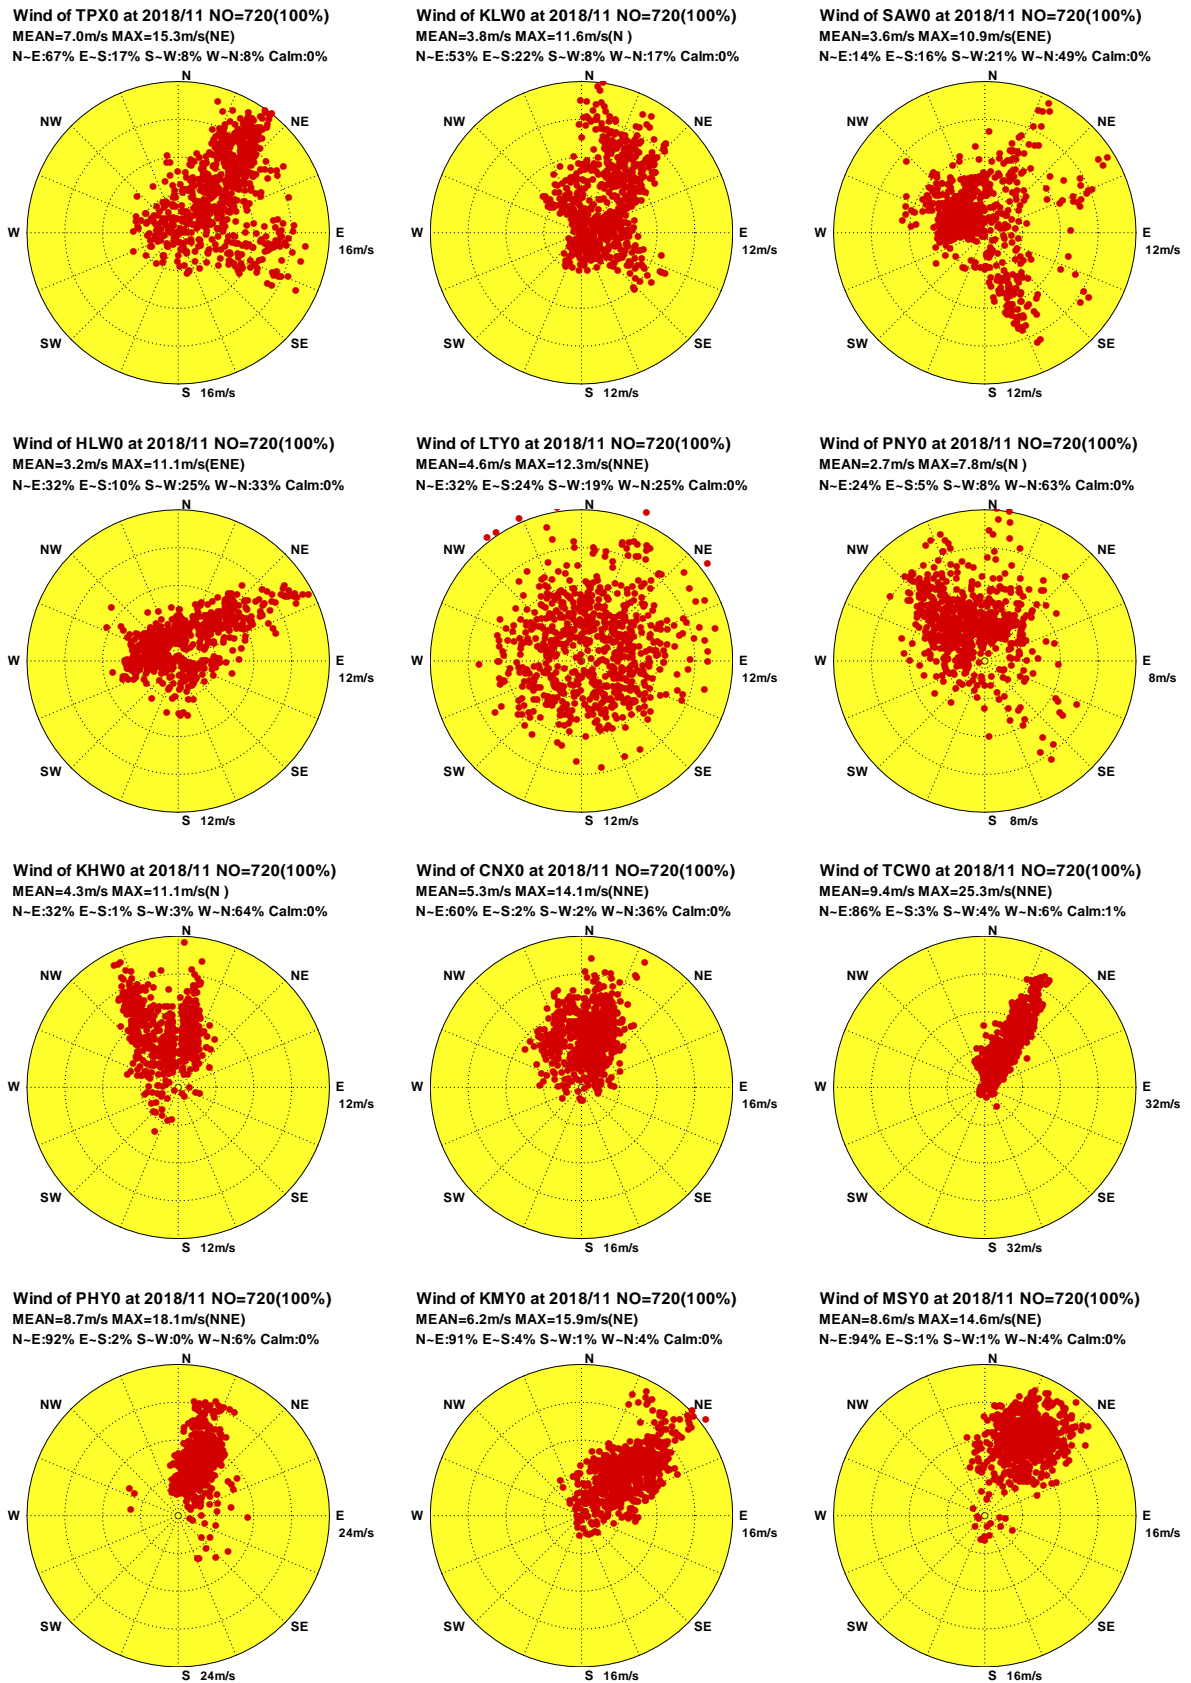 Wind of TPX0 at 2018/11 NO=720(100%)
MEAN=7.0m/s MAX=15.3m/s(NE)
N~E:67% E~S:17% S~W:8% W~N:8% Calm:0%
N
NW
NE
W
E
16m/s
SW
SE
S 16m/s
Wind of KLW0 at 2018/11 NO=720(100%)
MEAN=3.8m/s MAX=11.6m/s(N )
N~E:53% E~S:22% S~W:8% W~N:17% Calm:0%
N
NW
NE
W
E
12m/s
SW
SE
S 12m/s
Wind of SAW0 at 2018/11 NO=720(100%)
MEAN=3.6m/s MAX=10.9m/s(ENE)
N~E:14% E~S:16% S~W:21% W~N:49% Calm:0%
N
NW
NE
W
E
12m/s
SW
SE
S 12m/s
Wind of HLW0 at 2018/11 NO=720(100%)
MEAN=3.2m/s MAX=11.1m/s(ENE)
N~E:32% E~S:10% S~W:25% W~N:33% Calm:0%
N
NW
NE
W
E
12m/s
SW
SE
S 12m/s
Wind of LTY0 at 2018/11 NO=720(100%)
MEAN=4.6m/s MAX=12.3m/s(NNE)
N~E:32% E~S:24% S~W:19% W~N:25% Calm:0%
N
NW
NE
W
E
12m/s
SW
SE
S 12m/s
Wind of PNY0 at 2018/11 NO=720(100%)
MEAN=2.7m/s MAX=7.8m/s(N )
N~E:24% E~S:5% S~W:8% W~N:63% Calm:0%
N
NW
NE
W
E
8m/s
SW
SE
S 8m/s
Wind of KHW0 at 2018/11 NO=720(100%)
MEAN=4.3m/s MAX=11.1m/s(N )
N~E:32% E~S:1% S~W:3% W~N:64% Calm:0%
N
NW
NE
W
E
12m/s
SW
SE
S 12m/s
Wind of CNX0 at 2018/11 NO=720(100%)
MEAN=5.3m/s MAX=14.1m/s(NNE)
N~E:60% E~S:2% S~W:2% W~N:36% Calm:0%
N
NW
NE
W
E
16m/s
SW
SE
S 16m/s
Wind of TCW0 at 2018/11 NO=720(100%)
MEAN=9.4m/s MAX=25.3m/s(NNE)
N~E:86% E~S:3% S~W:4% W~N:6% Calm:1%
N
NW
NE
W
E
32m/s
SW
SE
S 32m/s
Wind of PHY0 at 2018/11 NO=720(100%)
MEAN=8.7m/s MAX=18.1m/s(NNE)
N~E:92% E~S:2% S~W:0% W~N:6% Calm:0%
N
NW
NE
W
E
24m/s
SW
SE
S 24m/s
Wind of KMY0 at 2018/11 NO=720(100%)
MEAN=6.2m/s MAX=15.9m/s(NE)
N~E:91% E~S:4% S~W:1% W~N:4% Calm:0%
N
NW
NE
W
E
16m/s
SW
SE
S 16m/s
Wind of MSY0 at 2018/11 NO=720(100%)
MEAN=8.6m/s MAX=14.6m/s(NE)
N~E:94% E~S:1% S~W:1% W~N:4% Calm:0%
N
NW
NE
W
E
16m/s
SW
SE
S 16m/s